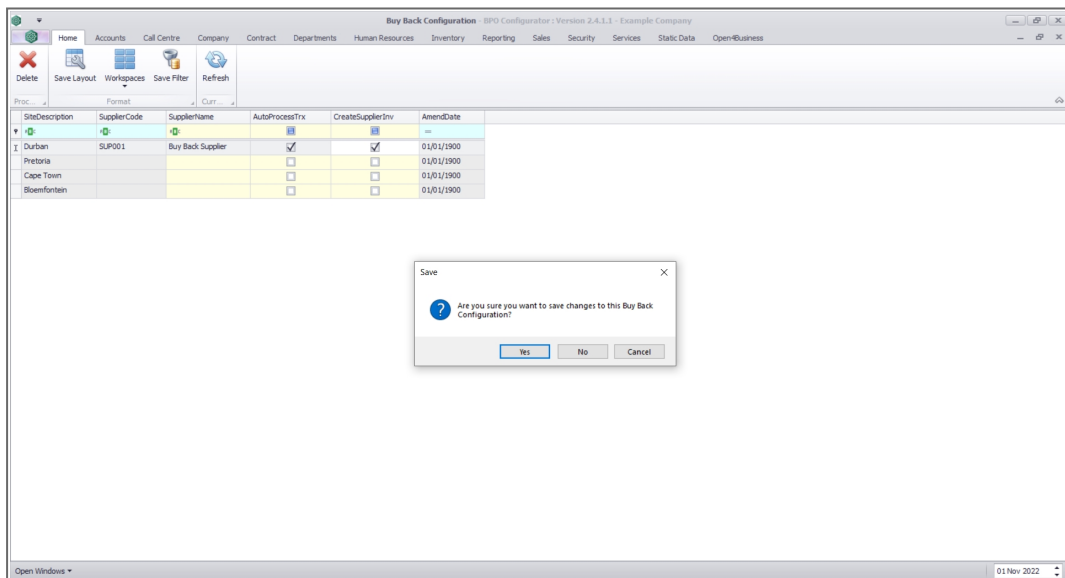 Buy Back Configuration - BPO Configurator : Version 2.4.1.1 - Example Company
Home Accounts Call Centre Company Contract Departments Human Resources Inventory Reporting Sales Security Services Static Data Open4Business
Delete Save Layout Workspaces Save Filter Refresh
Proc... Format Curr...
SiteDescription SupplierCode SupplierName AutoProcessTrx CreateSupplierInv AmendDate
Durban SUP001 Buy Back Supplier 01/01/1900
Pretoria 01/01/1900
Cape Town 01/01/1900
Bloemfontein 01/01/1900
Save
Are you sure you want to save changes to this Buy Back
Configuration?
Yes No Cancel
Open Windows 01 Nov 2022